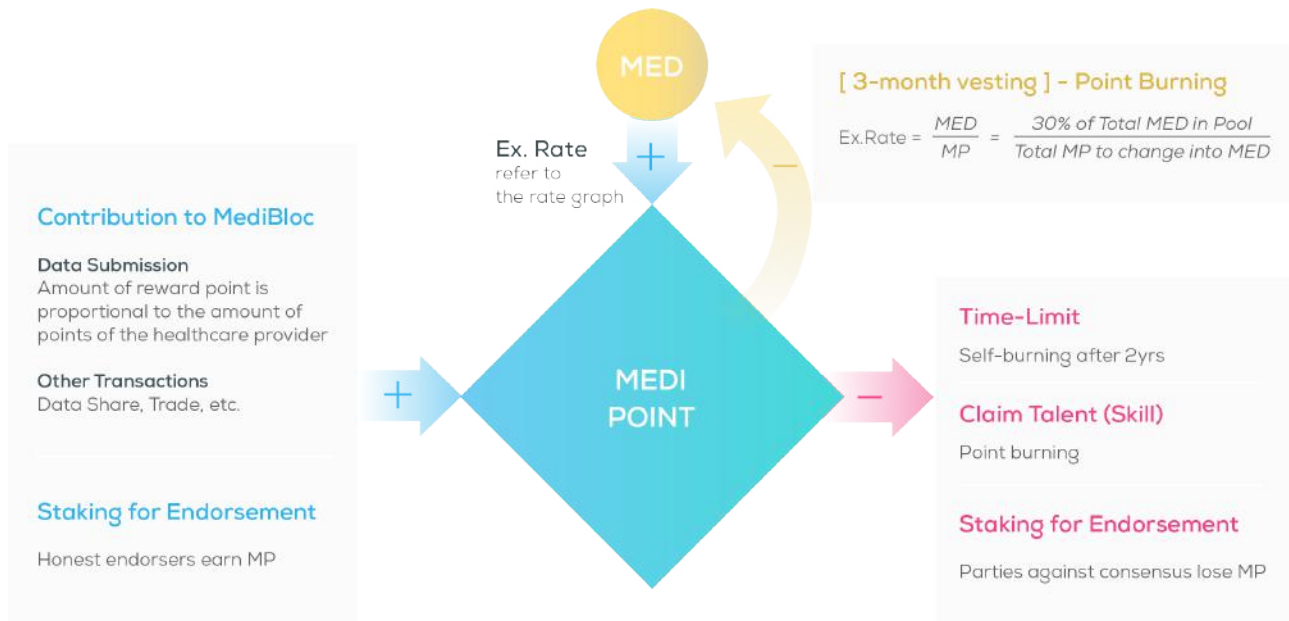 MED
[ 3-month vesting ] - Point Burning
Ex.Rate = MED / MP = 30% of Total MED in Pool / Total MP to change into MED
Ex. Rate
refer to
the rate graph
+
−
Contribution to MediBloc
Data Submission
Amount of reward point is
proportional to the amount of
points of the healthcare provider
Other Transactions
Data Share, Trade, etc.
Staking for Endorsement
Honest endorsers earn MP
+
MEDI
POINT
−
Time-Limit
Self-burning after 2yrs
Claim Talent (Skill)
Point burning
Staking for Endorsement
Parties against consensus lose MP